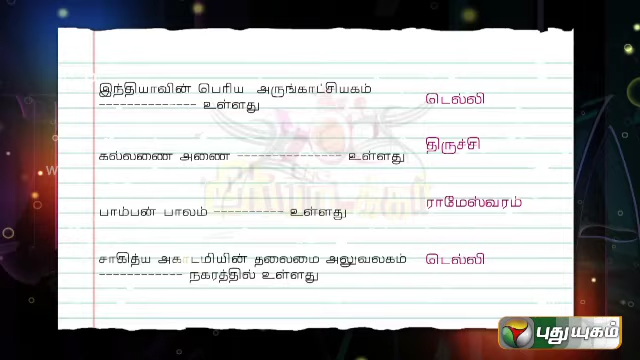 இந்தியாவின் பெரிய அருங்காட்சியகம்
-------------- உள்ளது
டெல்லி
கல்லணை அணை --------------- உள்ளது
திருச்சி
பாம்பன் பாலம் ---------- உள்ளது
ராமேஸ்வரம்
சாகித்ய அகாடமியின் தலைமை அலுவலகம்
------------ நகரத்தில் உள்ளது
டெல்லி
புதுயுகம்